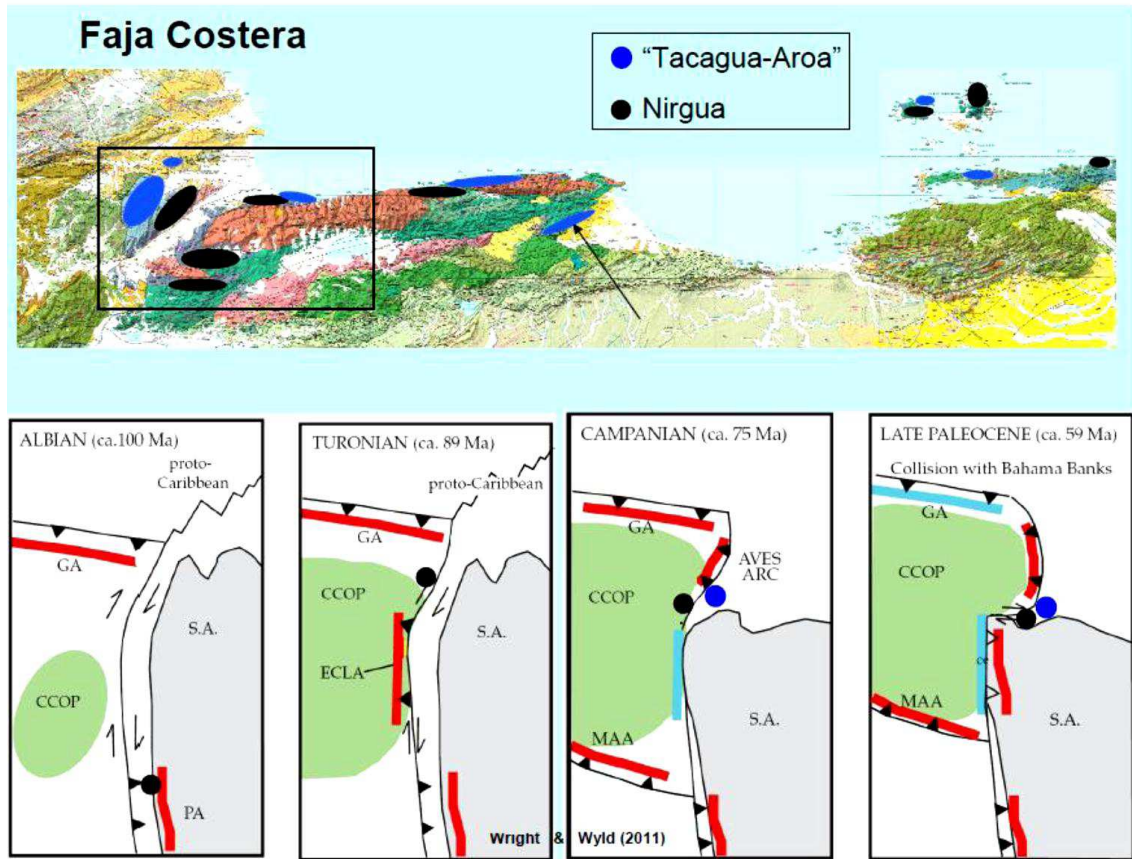 Faja Costera
"Tacagua-Aroa"
Nirgua
ALBIAN (ca.100 Ma)
proto-
Caribbean
GA
S.A.
CCOP
PA
TURONIAN (ca. 89 Ma)
proto-Caribbean
GA
CCOP
S.A.
ECLA
CAMPANIAN (ca. 75 Ma)
GA
AVES
ARC
CCOP
S.A.
MAA
LATE PALEOCENE (ca. 59 Ma)
Collision with Bahama Banks
GA
CCOP
ce
MAA
S.A.
Wright & Wyld (2011)